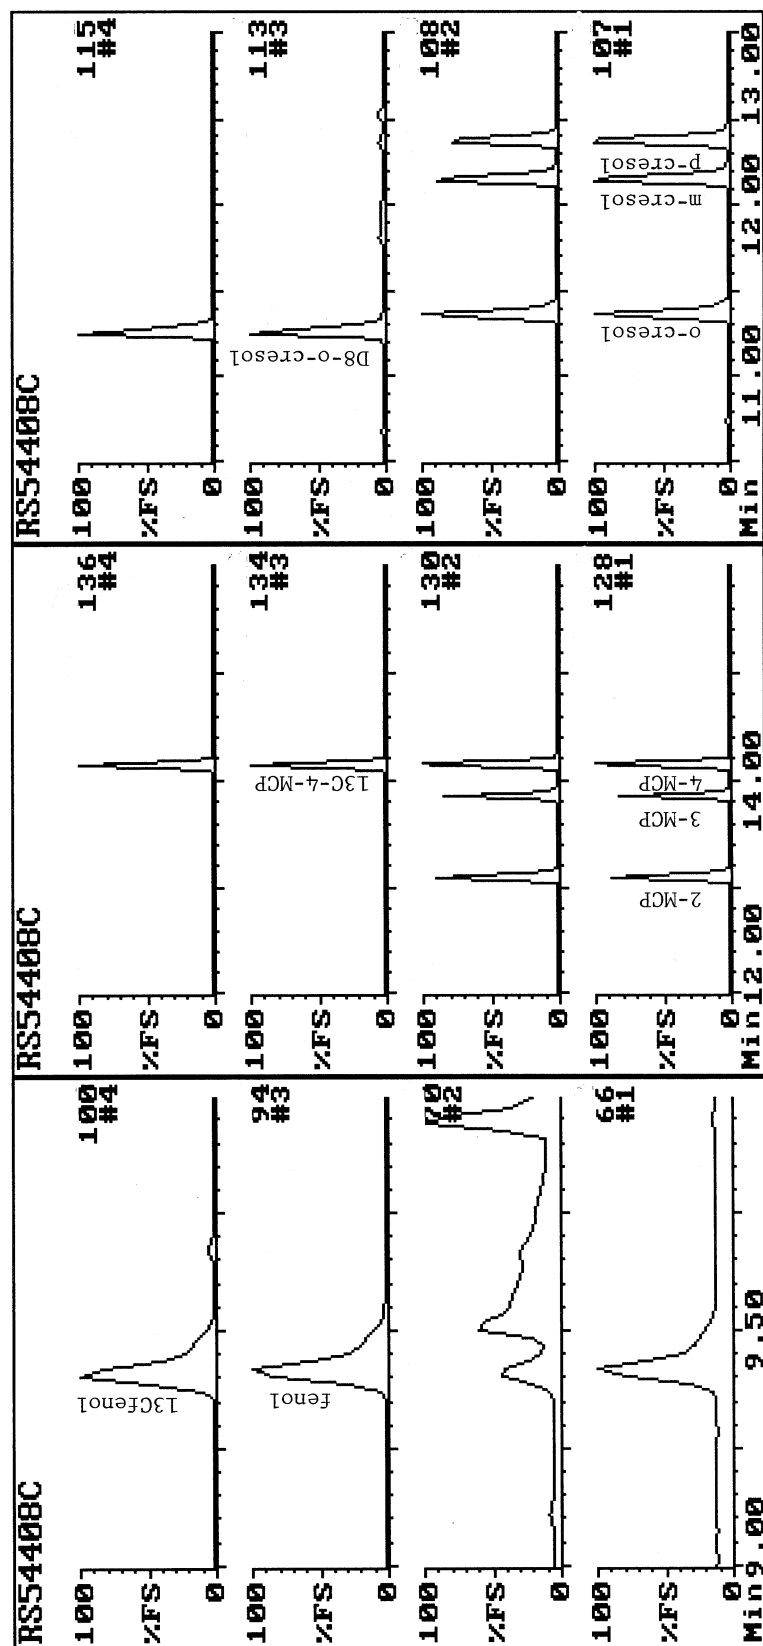 RS54408C
100
%FS
0
13Cfenol
100
#4
100
%FS
0
fenol
94
#3
100
%FS
0
70
#2
100
%FS
0
66
#1
Min9.00 9.50
RS54408C
100
%FS
0
136
#4
100
%FS
0
13C-4-MCP
134
#3
100
%FS
0
130
#2
100
%FS
0
2-MCP
3-MCP
4-MCP
128
#1
Min12.00 14.00
RS54408C
100
%FS
0
115
#4
100
%FS
0
D8-o-cresol
113
#3
100
%FS
0
108
#2
100
%FS
0
o-cresol
m-cresol
p-cresol
107
#1
Min 11.00 12.00 13.00